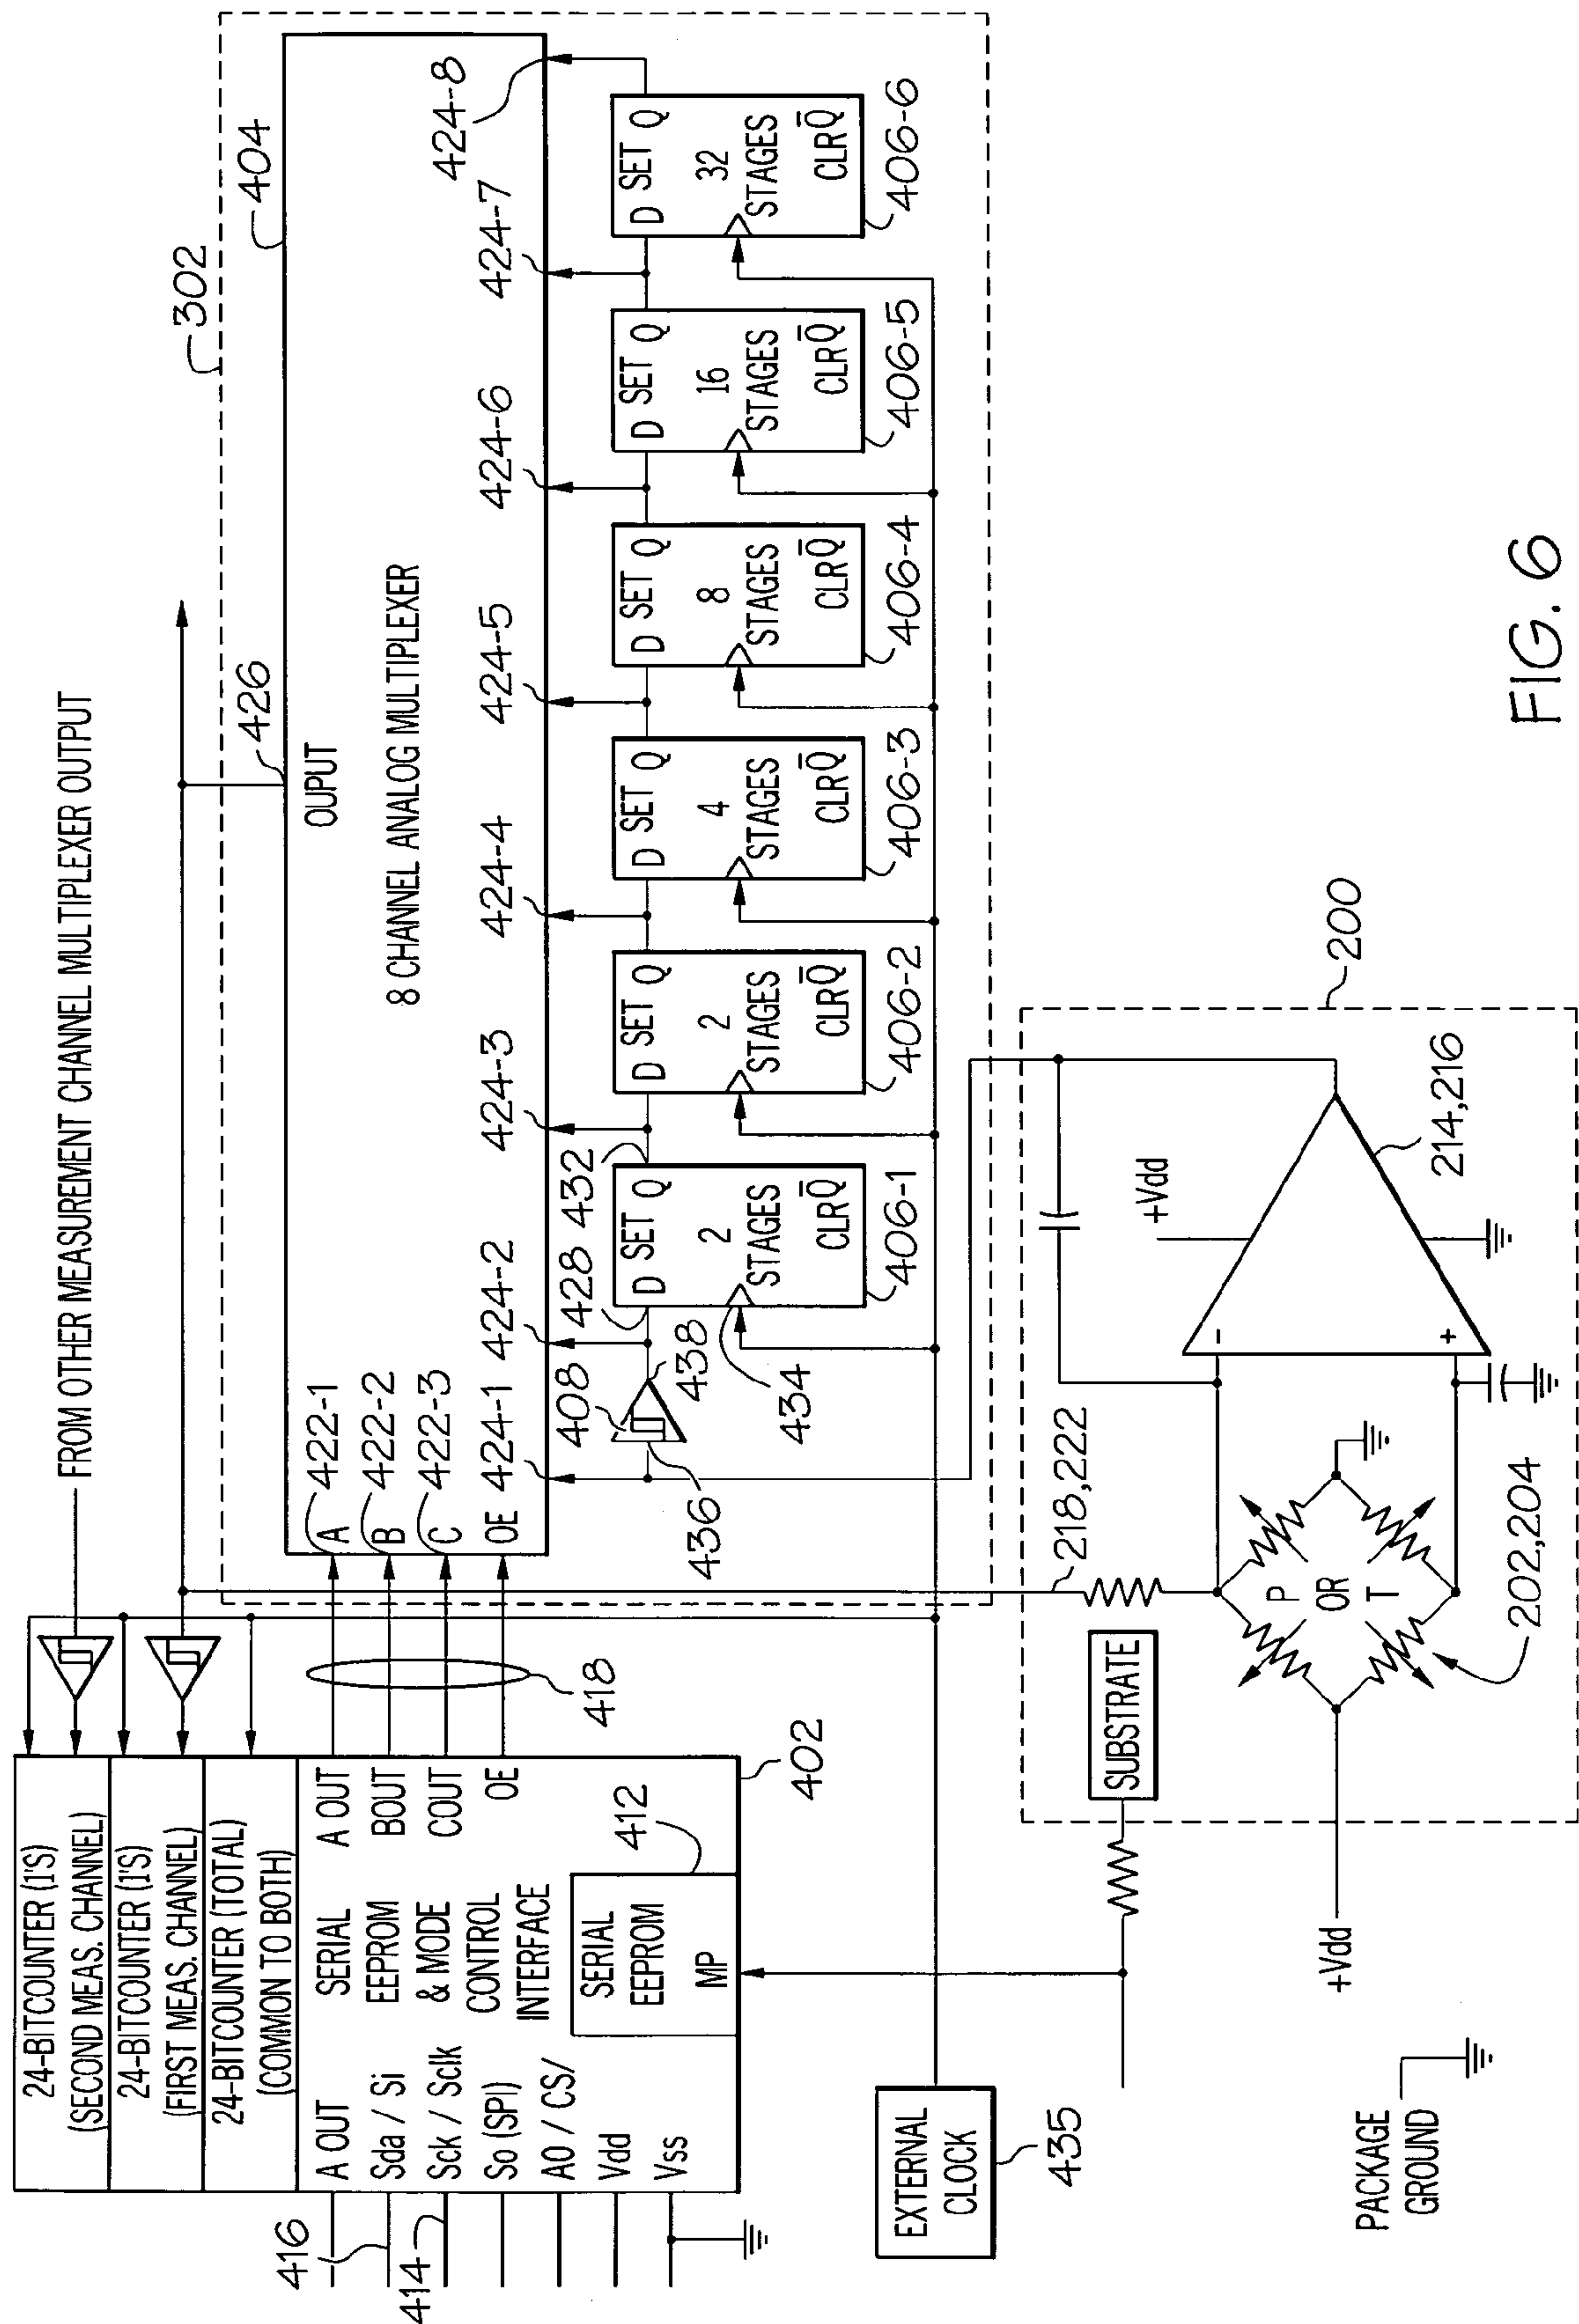 FROM OTHER MEASUREMENT CHANNEL MULTIPLEXER OUTPUT
302
404
426
OUPUT
8 CHANNEL ANALOG MULTIPLEXER
A
B
C
OE
422-1
422-2
422-3
424-1
424-2
424-3
424-4
424-5
424-6
424-7
424-8
24-BITCOUNTER (1'S)
(SECOND MEAS. CHANNEL)
24-BITCOUNTER (1'S)
(FIRST MEAS. CHANNEL)
24-BITCOUNTER (TOTAL)
(COMMON TO BOTH)
A OUT
Sda / Si
Sck / Sclk
So (SPI)
A0 / CS/
Vdd
Vss
SERIAL
EEPROM
& MODE
CONTROL
INTERFACE
A OUT
BOUT
COUT
OE
SERIAL
EEPROM
MP
412
402
416
414
418
408
436
438
428
432
434
D SET Q
2
STAGES
CLR Q̅
406-1
D SET Q
2
STAGES
CLR Q̅
406-2
D SET Q
4
STAGES
CLR Q̅
406-3
D SET Q
8
STAGES
CLR Q̅
406-4
D SET Q
16
STAGES
CLR Q̅
406-5
D SET Q
32
STAGES
CLR Q̅
406-6
EXTERNAL
CLOCK
435
SUBSTRATE
218,222
200
+Vdd
-
+
214,216
P
OR
T
202,204
+Vdd
PACKAGE
GROUND
FIG. 6